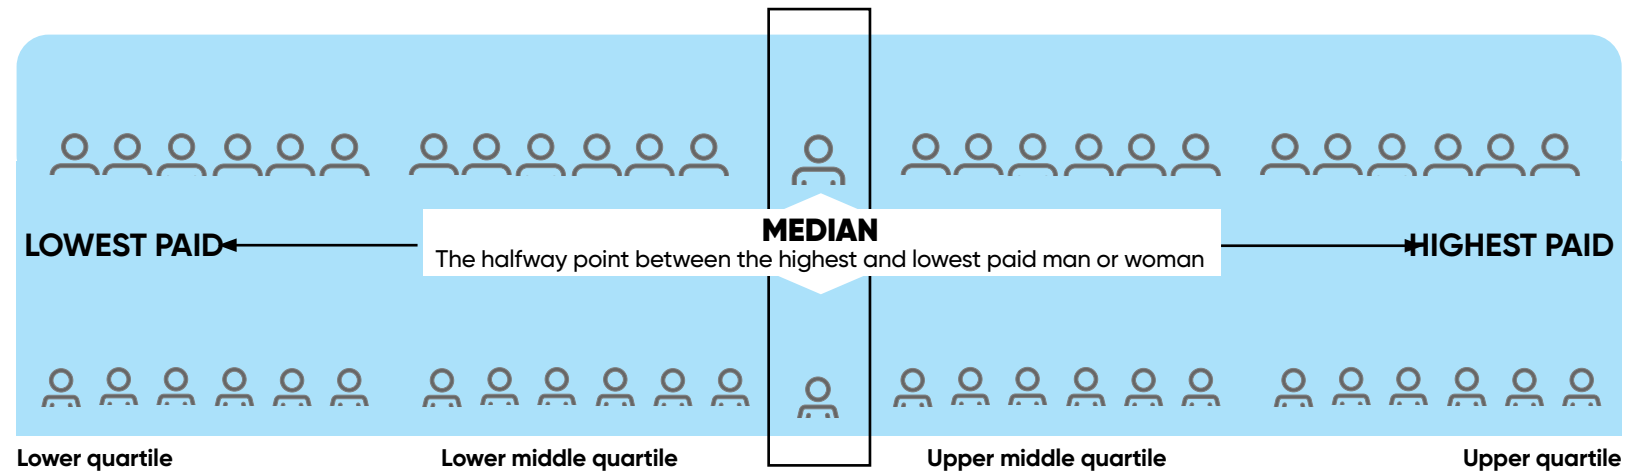 MEDIAN
LOWEST PAID
HIGHEST PAID
The halfway point between the highest and lowest paid man or woman
Lower quartile
Lower middle quartile
Upper middle quartile
Upper quartile